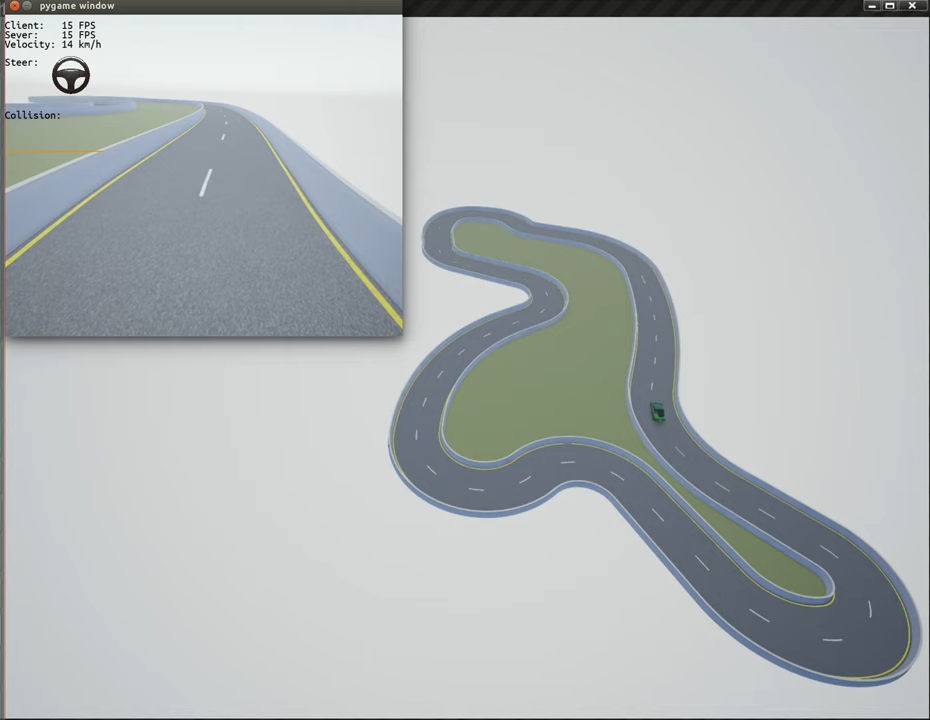 pygame window
Client:   15 FPS
Sever:    15 FPS
Velocity: 14 km/h
Steer:
Collision: